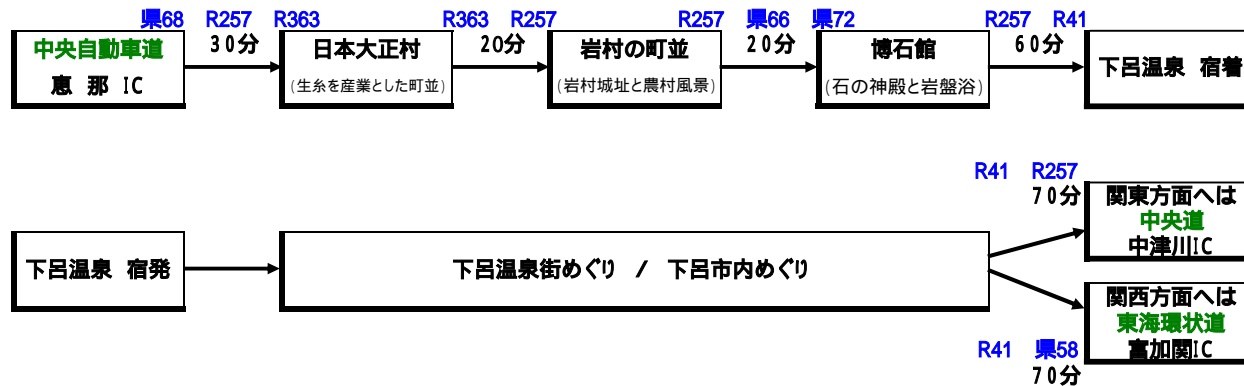 県68 R257 R363
30分
R363 R257
20分
R257 県66 県72
20分
R257 R41
60分
中央自動車道
恵 那 IC
日本大正村
(生糸を産業とした町並)
岩村の町並
(岩村城址と農村風景)
博石館
(石の神殿と岩盤浴)
下呂温泉 宿着
R41 R257
70分
下呂温泉 宿発
下呂温泉街めぐり / 下呂市内めぐり
関東方面へは
中央道
中津川IC
関西方面へは
東海環状道
富加関IC
R41 県58
70分